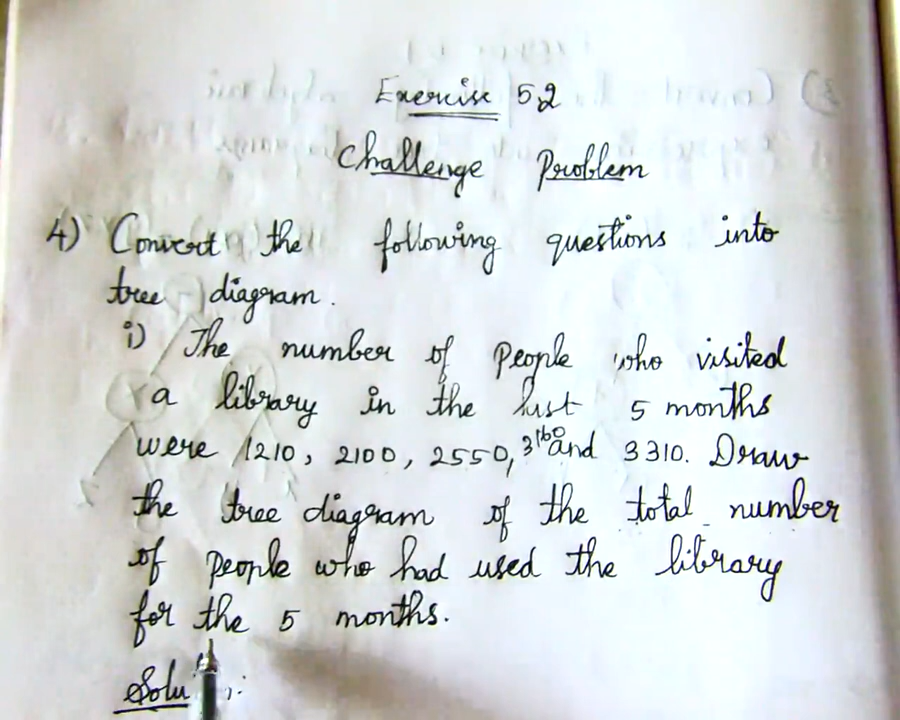 Exercise 5.2
Challenge Problem
4) Convert the following questions into
tree - diagram.
i) The number of People who visited
a library in the last 5 months
were 1210, 2100, 2550, 3160 and 3310. Draw
the tree diagram of the total number
of people who had used the library
for the 5 months.
Solu